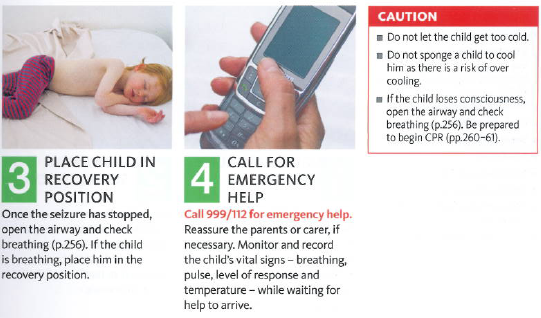 3 PLACE CHILD IN
RECOVERY
POSITION
Once the seizure has stopped,
open the airway and check
breathing (p.256). If the child
is breathing, place him in the
recovery position.
4 CALL FOR
EMERGENCY
HELP
Call 999/112 for emergency help.
Reassure the parents or carer, if
necessary. Monitor and record
the child's vital signs – breathing,
pulse, level of response and
temperature – while waiting for
help to arrive.
CAUTION
■ Do not let the child get too cold.
■ Do not sponge a child to cool
him as there is a risk of over
cooling.
■ If the child loses consciousness,
open the airway and check
breathing (p.256). Be prepared
to begin CPR (pp.260–61).